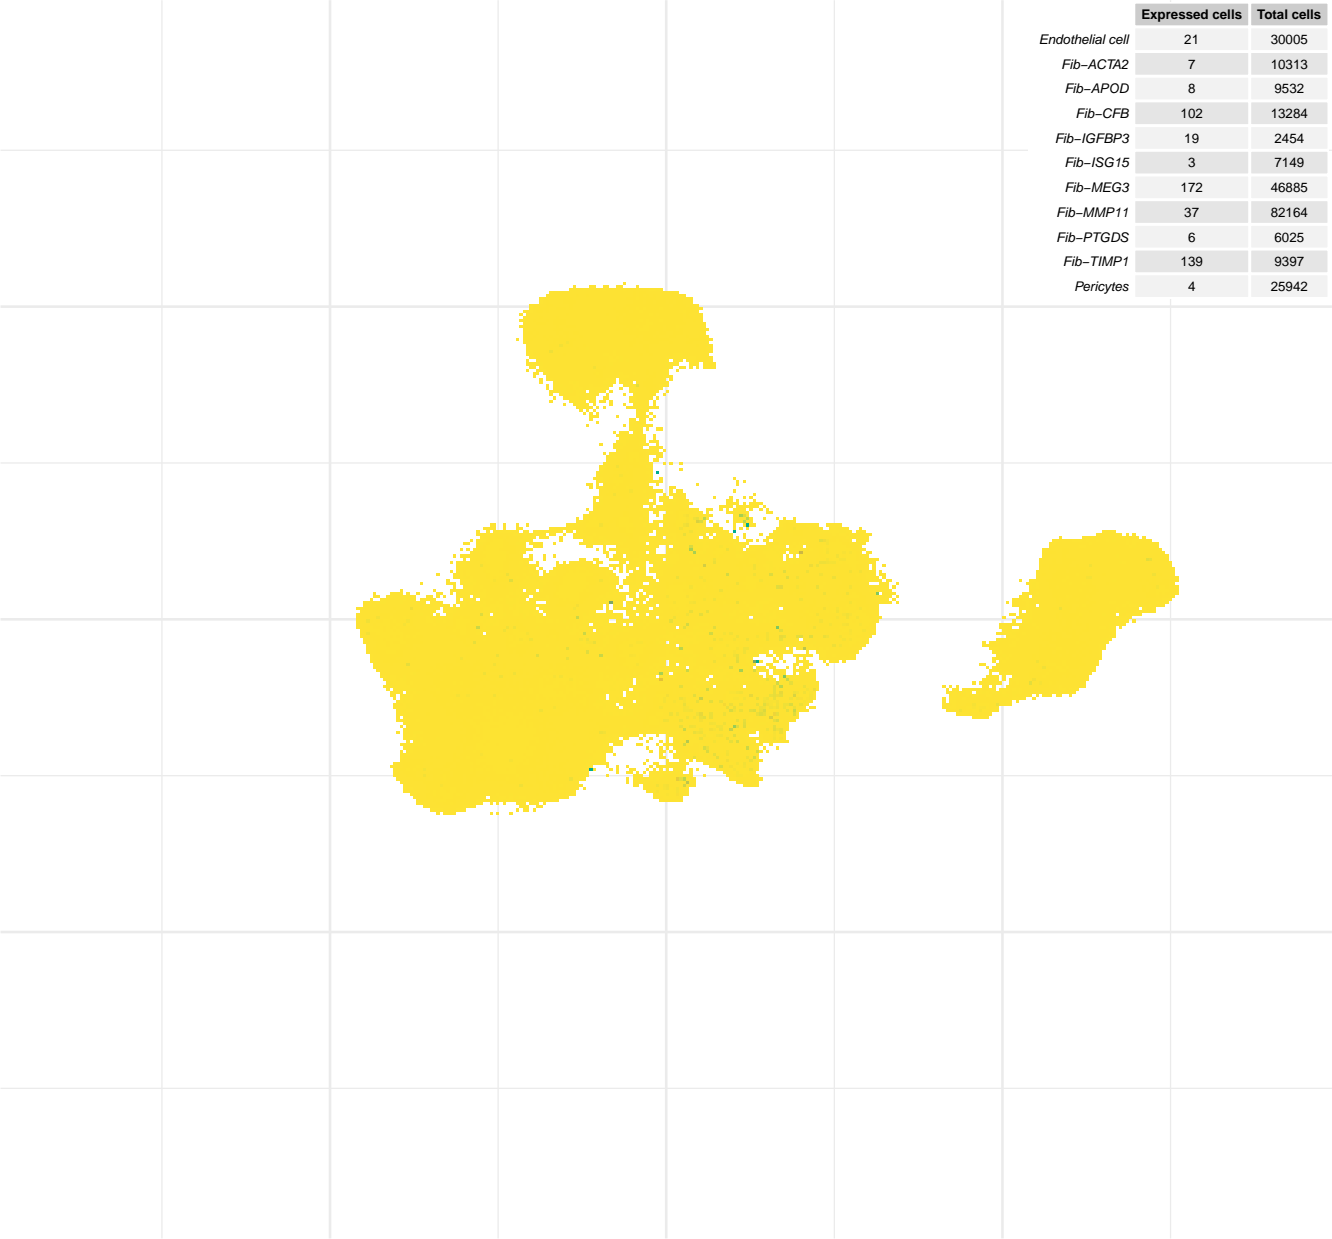 Expressed cells Total cells
Endothelial cell 21 30005
Fib−ACTA2 7 10313
Fib−APOD 8 9532
Fib−CFB 102 13284
Fib−IGFBP3 19 2454
Fib−ISG15 3 7149
Fib−MEG3 172 46885
Fib−MMP11 37 82164
Fib−PTGDS 6 6025
Fib−TIMP1 139 9397
Pericytes 4 25942